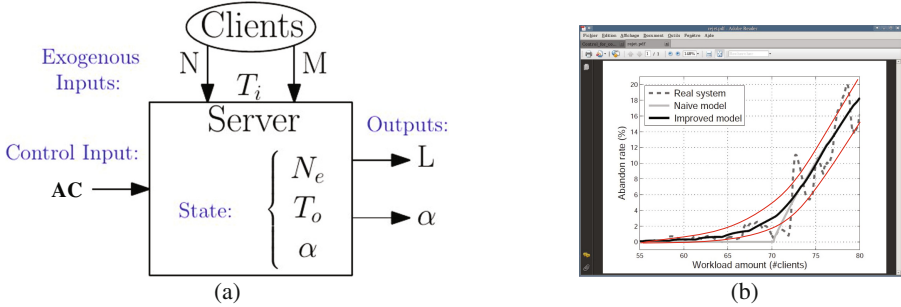 Clients
Exogenous
Inputs:
N
M
T_i
Server
Control Input:
AC
State:
N_e
T_o
α
Outputs:
L
α
(a)
1 / 1
Real system
Naive model
Improved model
Abandon rate (%)
20
18
16
14
12
10
8
6
4
2
0
55
60
65
70
75
80
Workload amount (#clients)
(b)